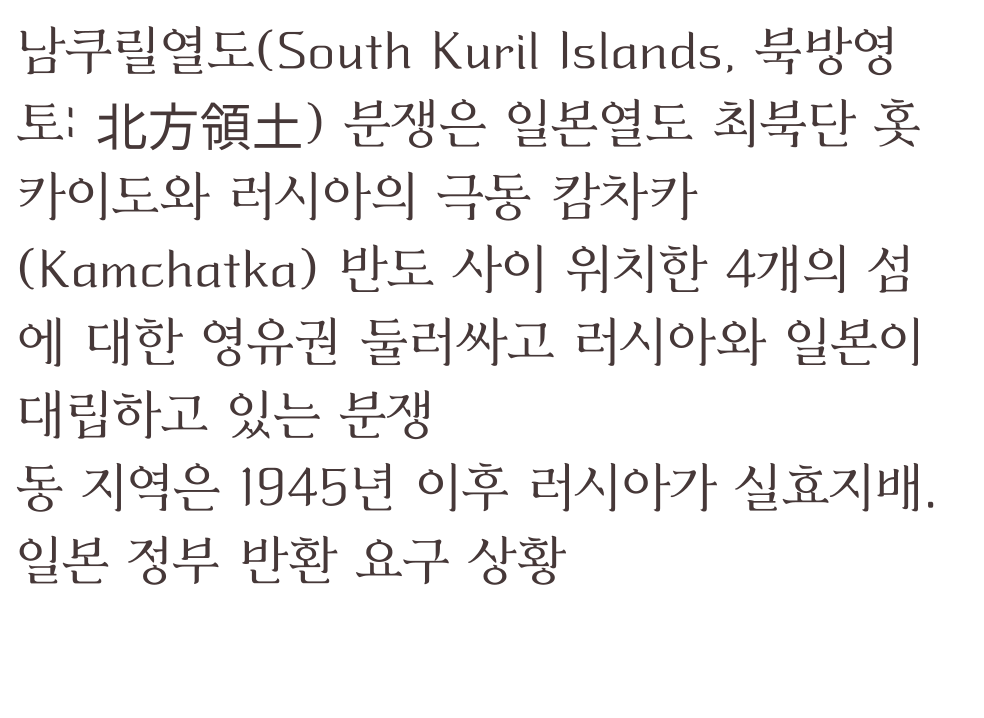 남쿠릴열도(South Kuril Islands, 북방영
토: 北方領土) 분쟁은 일본열도 최북단 홋
카이도와 러시아의 극동 캄차카
(Kamchatka) 반도 사이 위치한 4개의 섬
에 대한 영유권 둘러싸고 러시아와 일본이
대립하고 있는 분쟁
동 지역은 1945년 이후 러시아가 실효지배.
일본 정부 반환 요구 상황